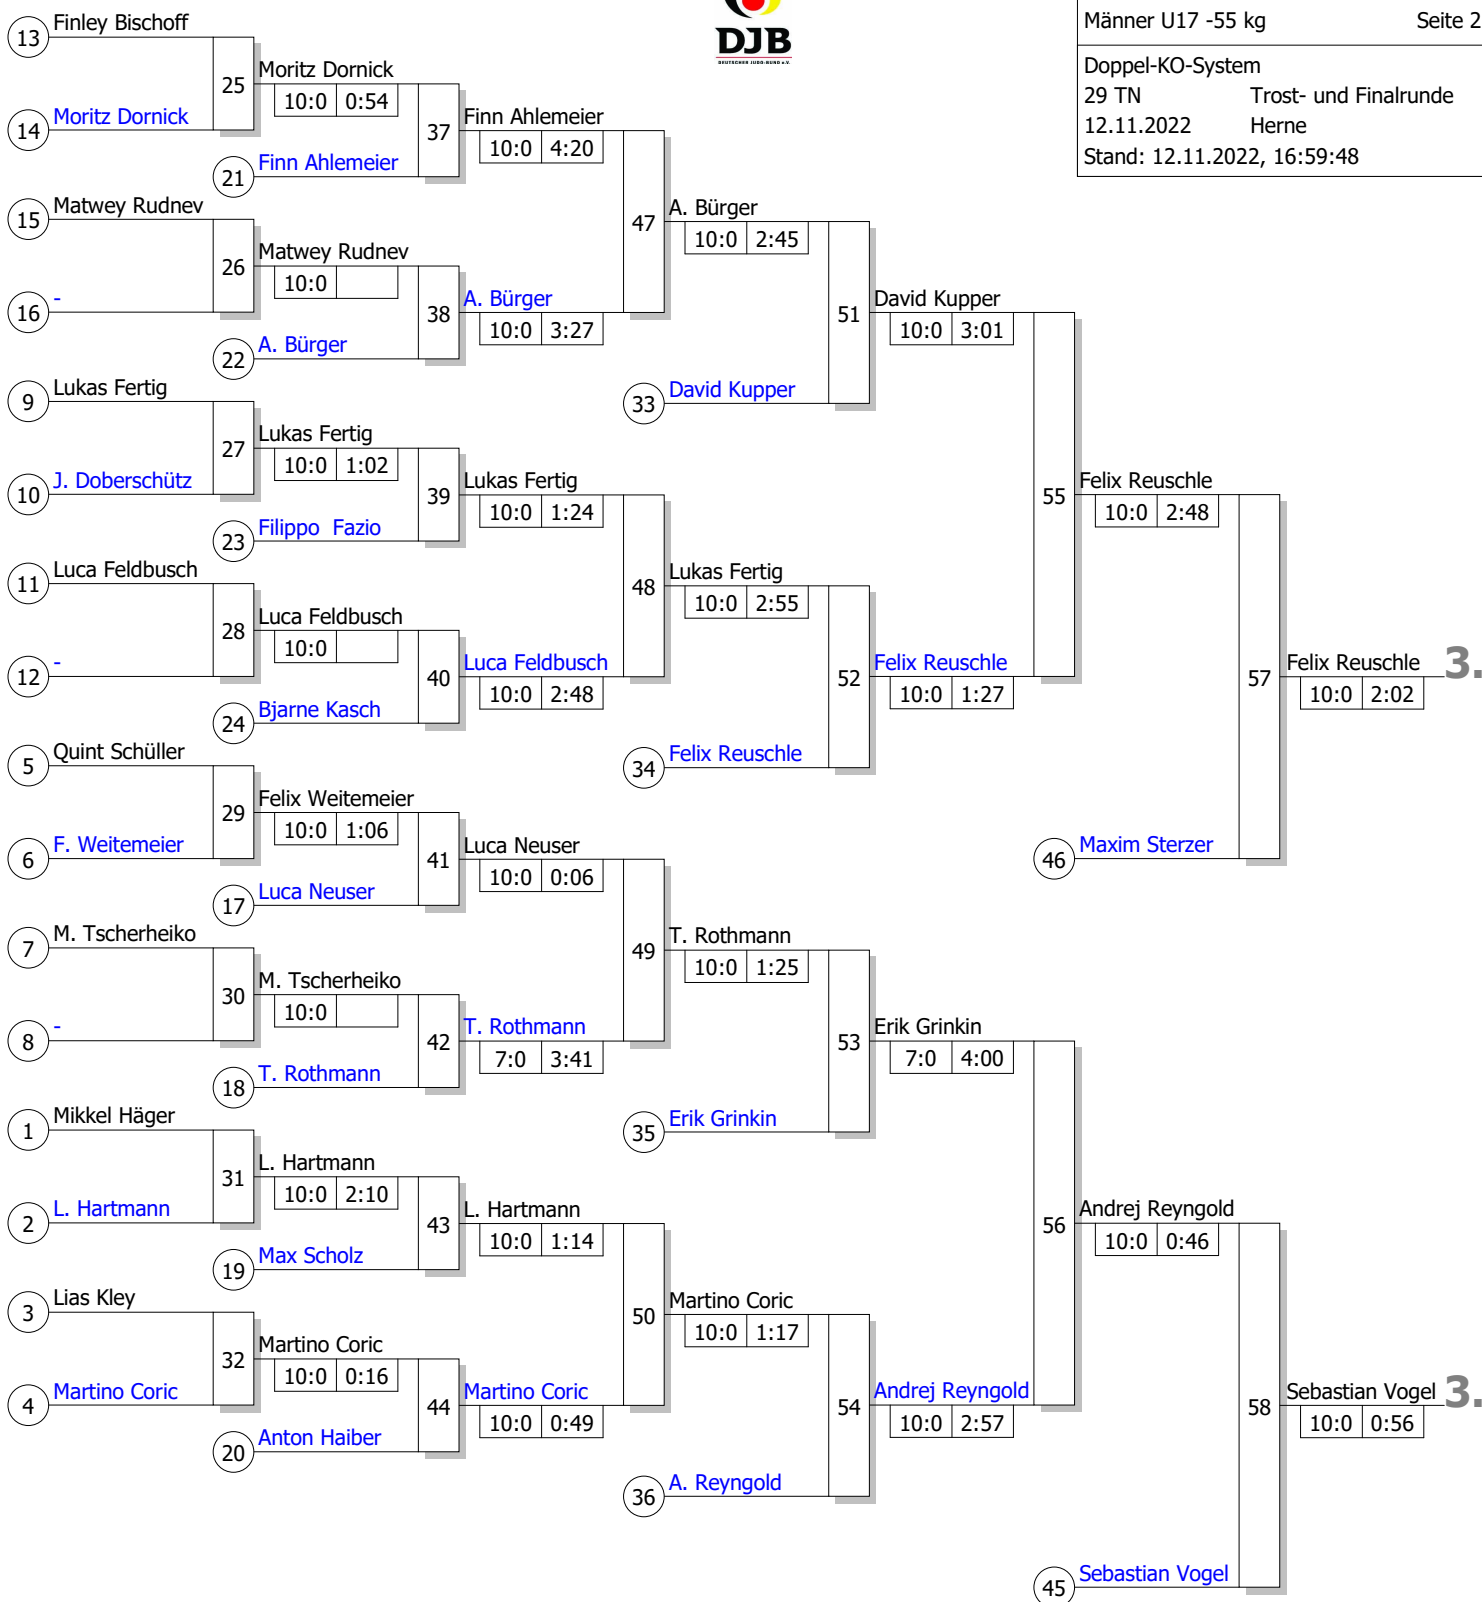 DJB
DEUTSCHER JUDO-BUND e.V.
Männer U17 -55 kg Seite 2
Doppel-KO-System
29 TN Trost- und Finalrunde
12.11.2022 Herne
Stand: 12.11.2022, 16:59:48
13 Finley Bischoff
25 Moritz Dornick
10:0 0:54
14 Moritz Dornick
37 Finn Ahlemeier
10:0 4:20
21 Finn Ahlemeier
15 Matwey Rudnev
47 A. Bürger
10:0 2:45
26 Matwey Rudnev
10:0
16 -
38 A. Bürger
10:0 3:27
22 A. Bürger
51 David Kupper
10:0 3:01
33 David Kupper
9 Lukas Fertig
27 Lukas Fertig
10:0 1:02
10 J. Doberschütz
39 Lukas Fertig
10:0 1:24
23 Filippo Fazio
55 Felix Reuschle
10:0 2:48
11 Luca Feldbusch
48 Lukas Fertig
10:0 2:55
28 Luca Feldbusch
10:0
12 -
40 Luca Feldbusch
10:0 2:48
24 Bjarne Kasch
52 Felix Reuschle
10:0 1:27
34 Felix Reuschle
57 Felix Reuschle 3.
10:0 2:02
46 Maxim Sterzer
5 Quint Schüller
29 Felix Weitemeier
10:0 1:06
6 F. Weitemeier
41 Luca Neuser
10:0 0:06
17 Luca Neuser
7 M. Tscherheiko
49 T. Rothmann
10:0 1:25
30 M. Tscherheiko
10:0
8 -
42 T. Rothmann
7:0 3:41
18 T. Rothmann
53 Erik Grinkin
7:0 4:00
35 Erik Grinkin
1 Mikkel Häger
31 L. Hartmann
10:0 2:10
2 L. Hartmann
43 L. Hartmann
10:0 1:14
19 Max Scholz
56 Andrej Reyngold
10:0 0:46
3 Lias Kley
50 Martino Coric
10:0 1:17
32 Martino Coric
10:0 0:16
4 Martino Coric
44 Martino Coric
10:0 0:49
20 Anton Haiber
54 Andrej Reyngold
10:0 2:57
36 A. Reyngold
58 Sebastian Vogel 3.
10:0 0:56
45 Sebastian Vogel